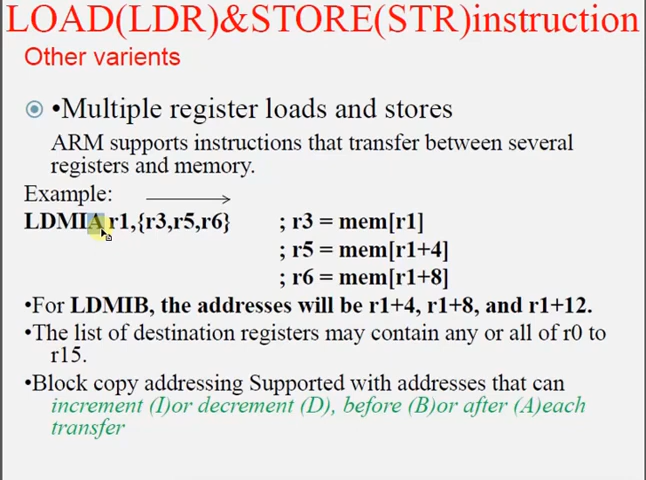 LOAD(LDR)&STORE(STR)instruction
Other varients
•Multiple register loads and stores
ARM supports instructions that transfer between several
registers and memory.
Example:
LDMIA r1,{r3,r5,r6} ; r3 = mem[r1]
; r5 = mem[r1+4]
; r6 = mem[r1+8]
•For LDMIB, the addresses will be r1+4, r1+8, and r1+12.
•The list of destination registers may contain any or all of r0 to
r15.
•Block copy addressing Supported with addresses that can
increment (I)or decrement (D), before (B)or after (A)each
transfer